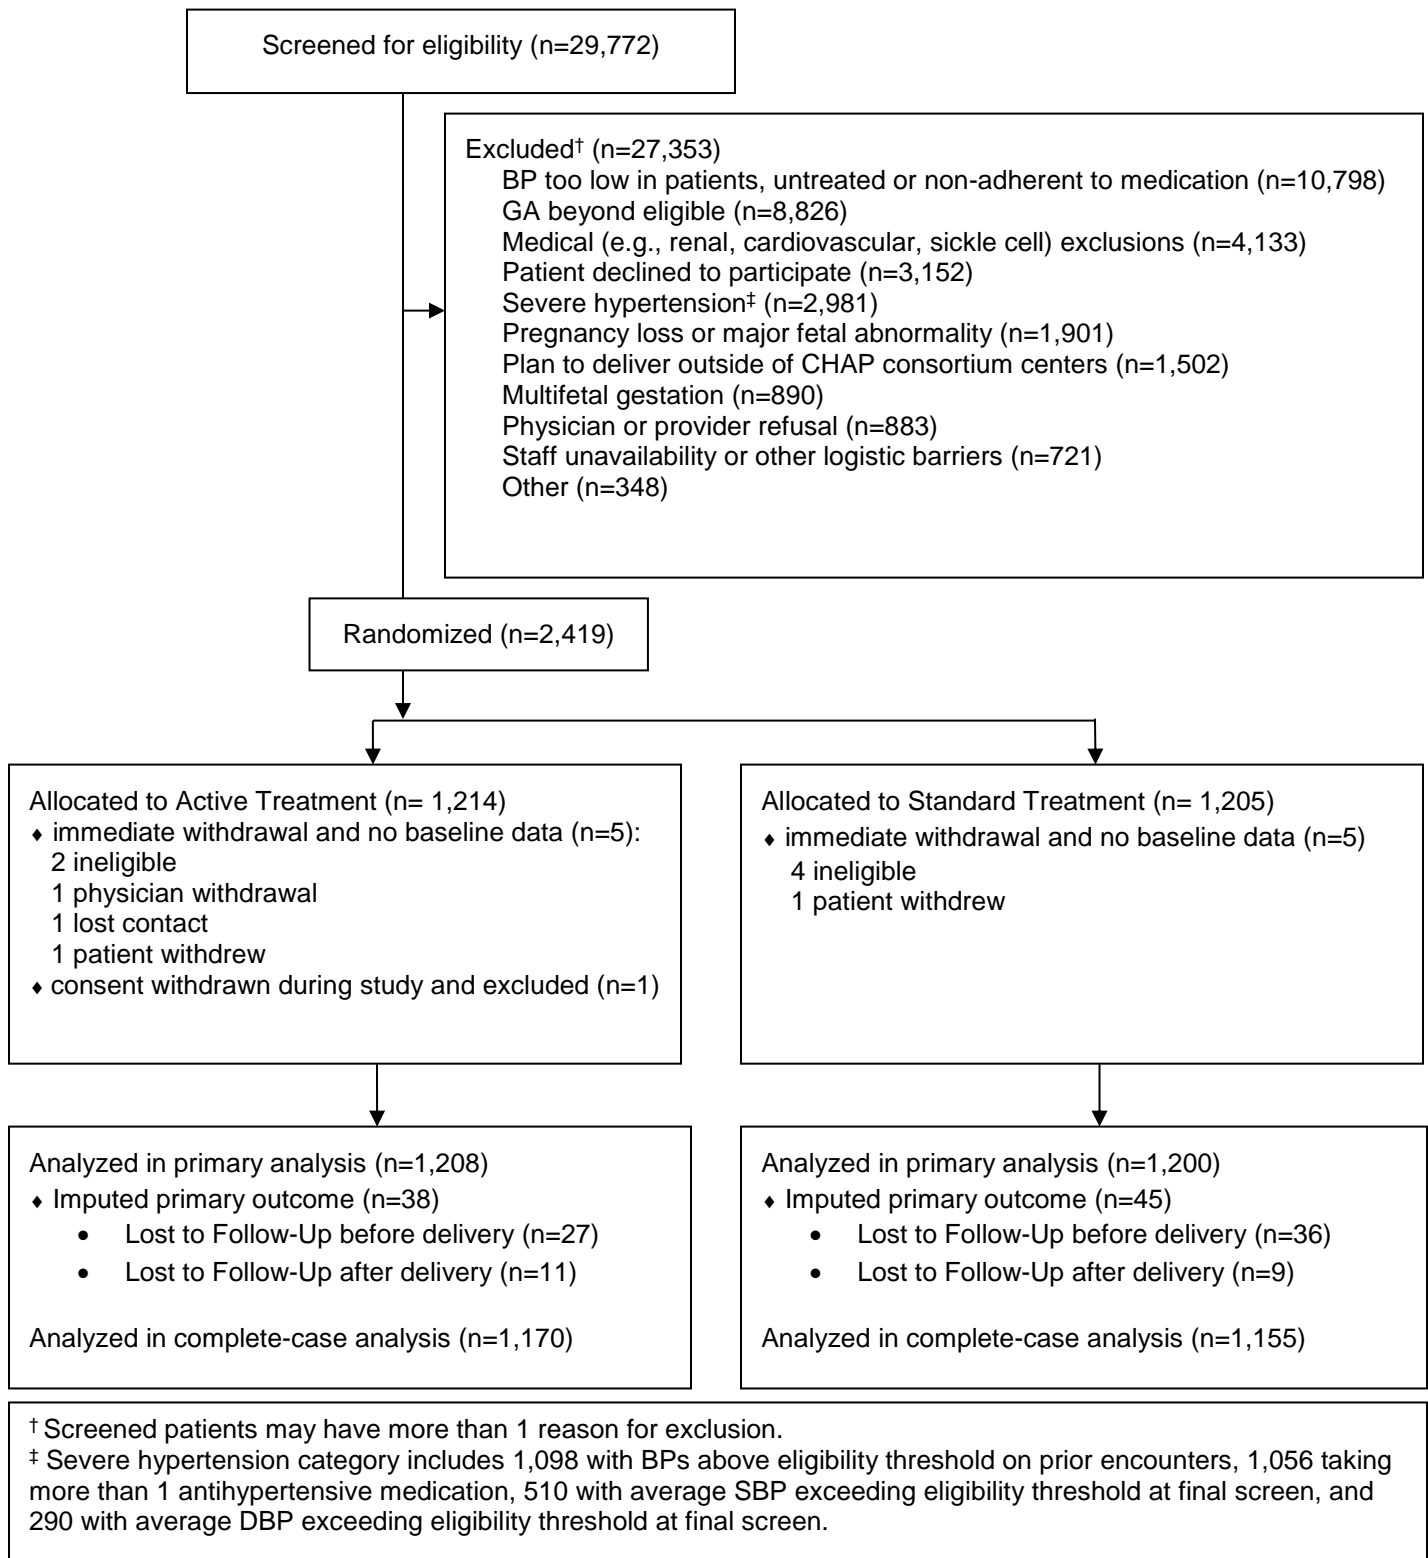 Screened for eligibility (n=29,772)
Excluded† (n=27,353)
BP too low in patients, untreated or non-adherent to medication (n=10,798)
GA beyond eligible (n=8,826)
Medical (e.g., renal, cardiovascular, sickle cell) exclusions (n=4,133)
Patient declined to participate (n=3,152)
Severe hypertension‡ (n=2,981)
Pregnancy loss or major fetal abnormality (n=1,901)
Plan to deliver outside of CHAP consortium centers (n=1,502)
Multifetal gestation (n=890)
Physician or provider refusal (n=883)
Staff unavailability or other logistic barriers (n=721)
Other (n=348)
Randomized (n=2,419)
Allocated to Active Treatment (n= 1,214)
♦ immediate withdrawal and no baseline data (n=5):
2 ineligible
1 physician withdrawal
1 lost contact
1 patient withdrew
♦ consent withdrawn during study and excluded (n=1)
Allocated to Standard Treatment (n= 1,205)
♦ immediate withdrawal and no baseline data (n=5)
4 ineligible
1 patient withdrew
Analyzed in primary analysis (n=1,208)
♦ Imputed primary outcome (n=38)
• Lost to Follow-Up before delivery (n=27)
• Lost to Follow-Up after delivery (n=11)
Analyzed in complete-case analysis (n=1,170)
Analyzed in primary analysis (n=1,200)
♦ Imputed primary outcome (n=45)
• Lost to Follow-Up before delivery (n=36)
• Lost to Follow-Up after delivery (n=9)
Analyzed in complete-case analysis (n=1,155)
† Screened patients may have more than 1 reason for exclusion.
‡ Severe hypertension category includes 1,098 with BPs above eligibility threshold on prior encounters, 1,056 taking
more than 1 antihypertensive medication, 510 with average SBP exceeding eligibility threshold at final screen, and
290 with average DBP exceeding eligibility threshold at final screen.